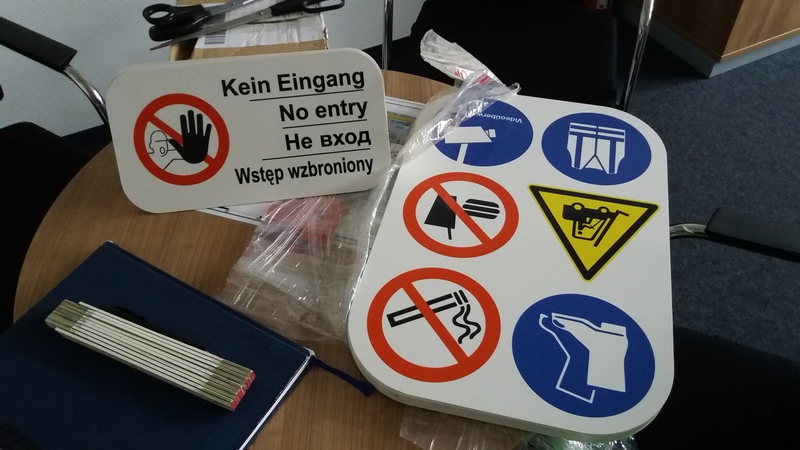 Kein Eingang
No entry
Не вход
Wstęp wzbroniony